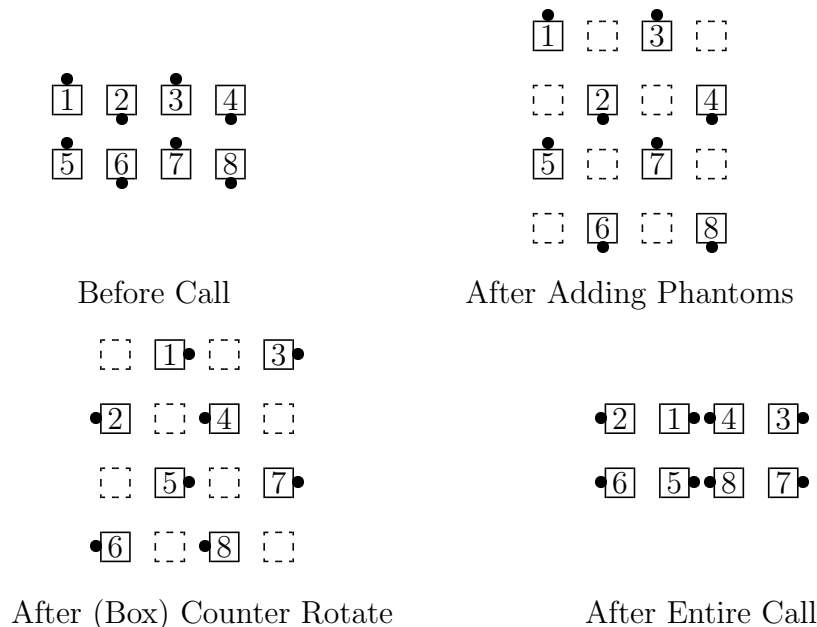 1 2 3 4
5 6 7 8
Before Call
1 3
2 4
5 7
6 8
After Adding Phantoms
1 3
2 4
5 7
6 8
After (Box) Counter Rotate
2 1 4 3
6 5 8 7
After Entire Call